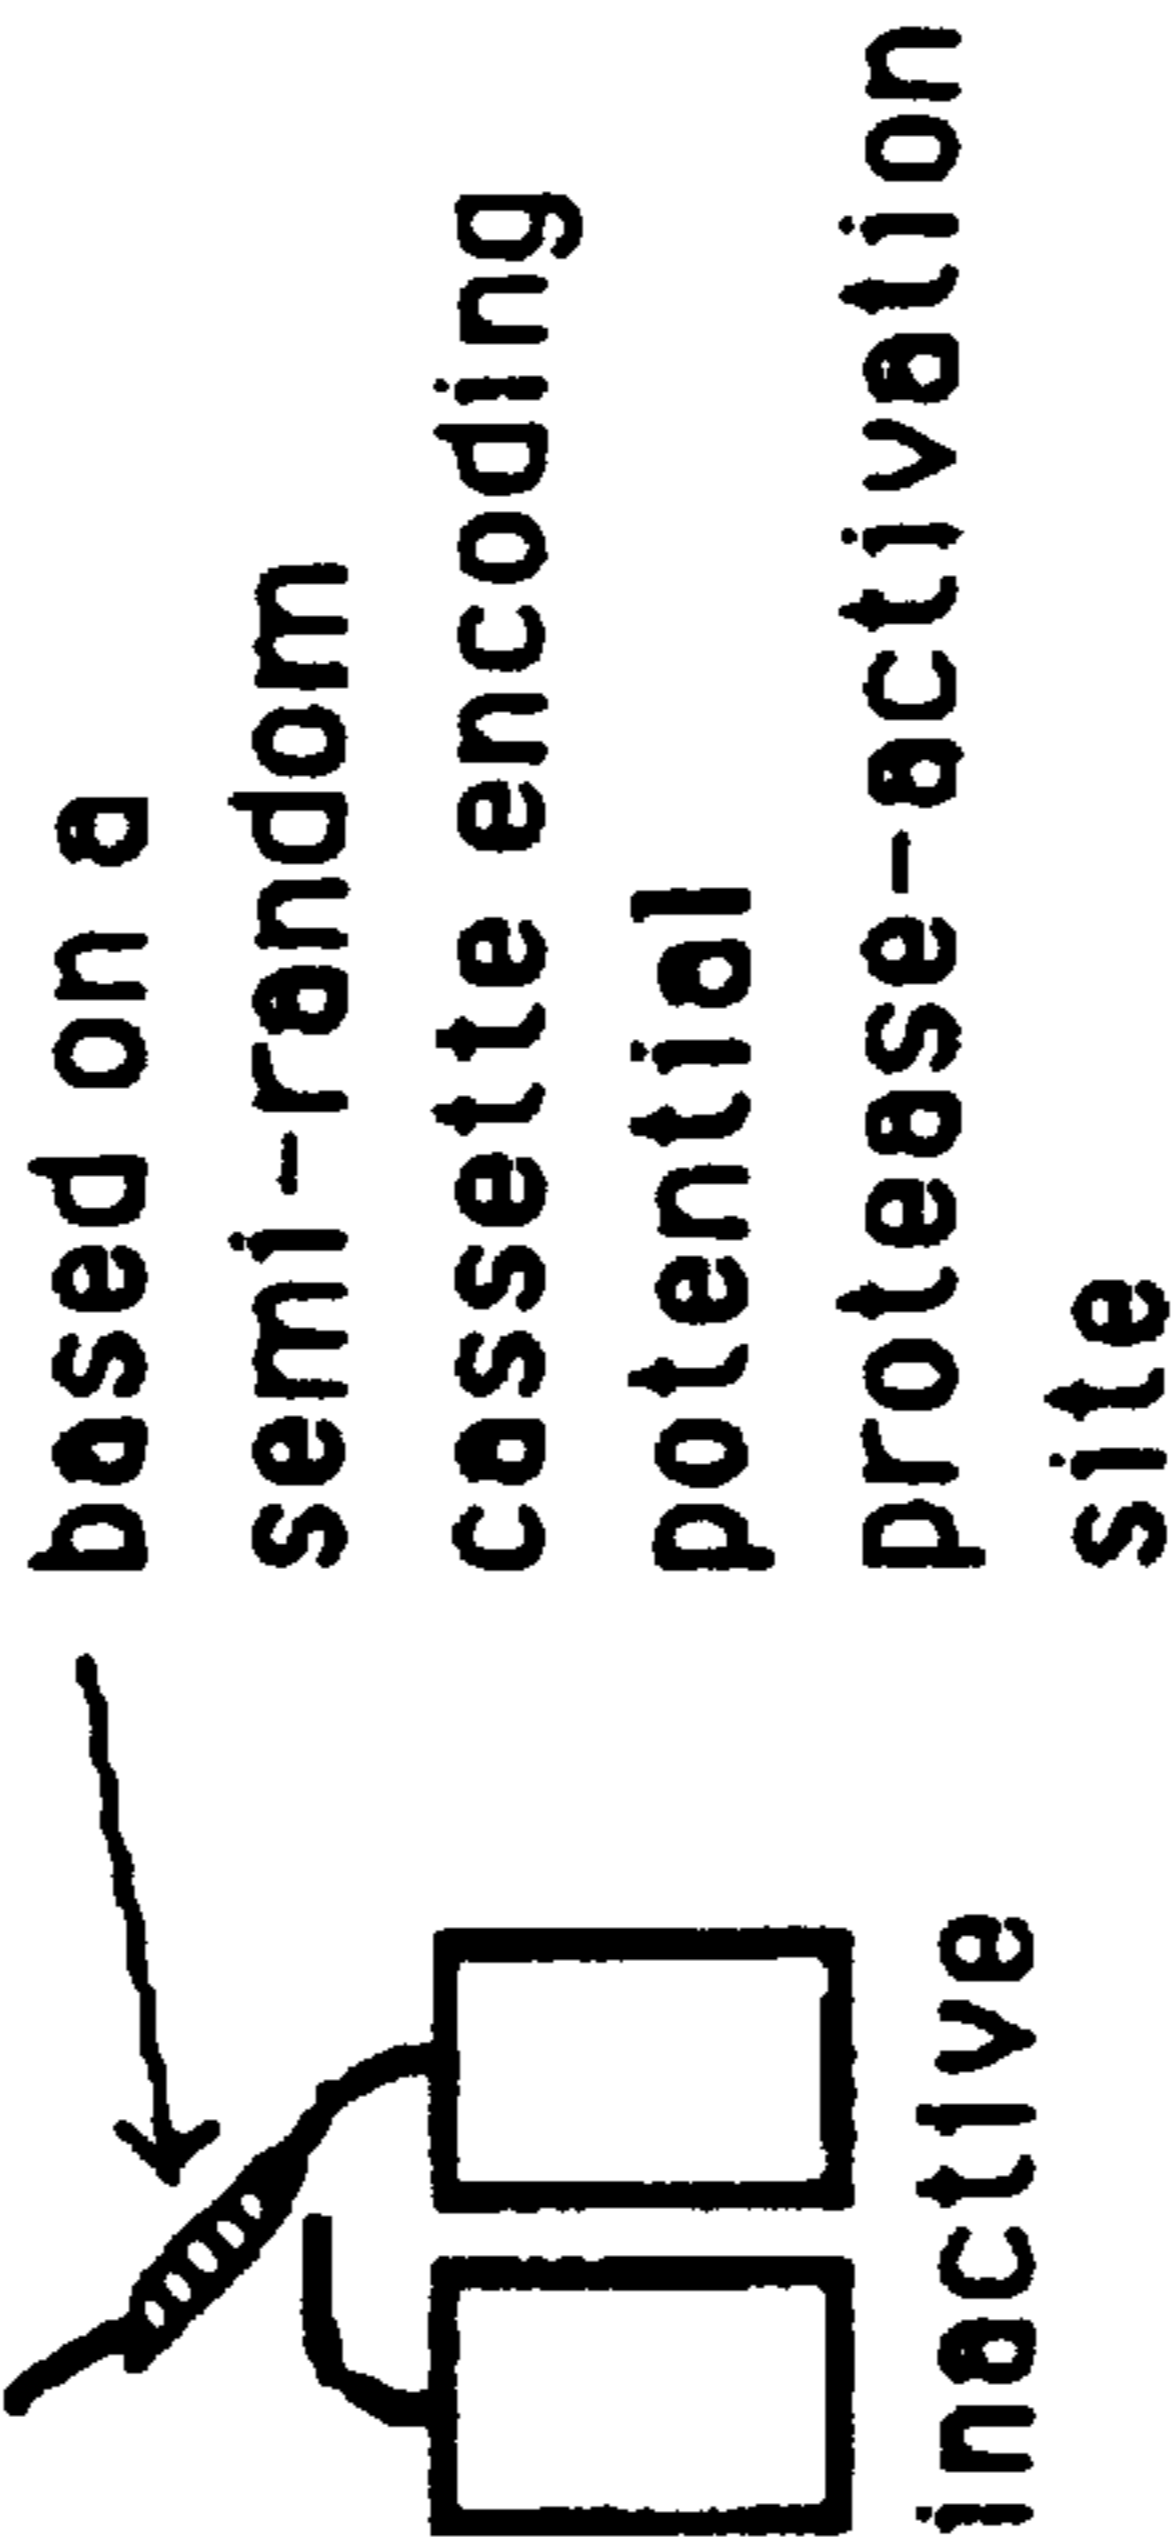 based on a
semi-random
cassette encoding
potential
protease-activation
site
inactive